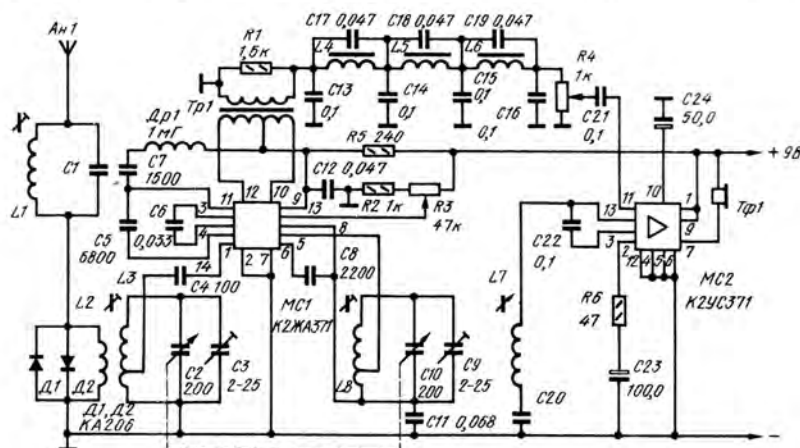 Ан1
R1
1,5к
С17 0,047
С18 0,047
С19 0,047
L4
L5
L6
R4
1к
С13
0,1
С14
0,1
С15
0,1
С16
С21
0,1
С24
50,0
Тр1
Др1
1мГ
С7
1500
R5 240
С12 0,047
R2 1к
R3
47к
+ 9В
Тф1
L1
С1
С5
6800
С6
0,033
11
12
10
9
13
3
4
8
5
14
1
2
7
6
С4 100
С8
2200
МС1
К2ЖА371
L2
L3
С2
200
С3
2-25
Д1
Д2
Д1, Д2
КА206
L8
С10
200
С9
2-25
С11 0,068
L7
С20
С22
0,1
13
11
10
1
3
2
12
4
5
6
9
7
МС2
К2УС371
R6
47
С23
100,0
−